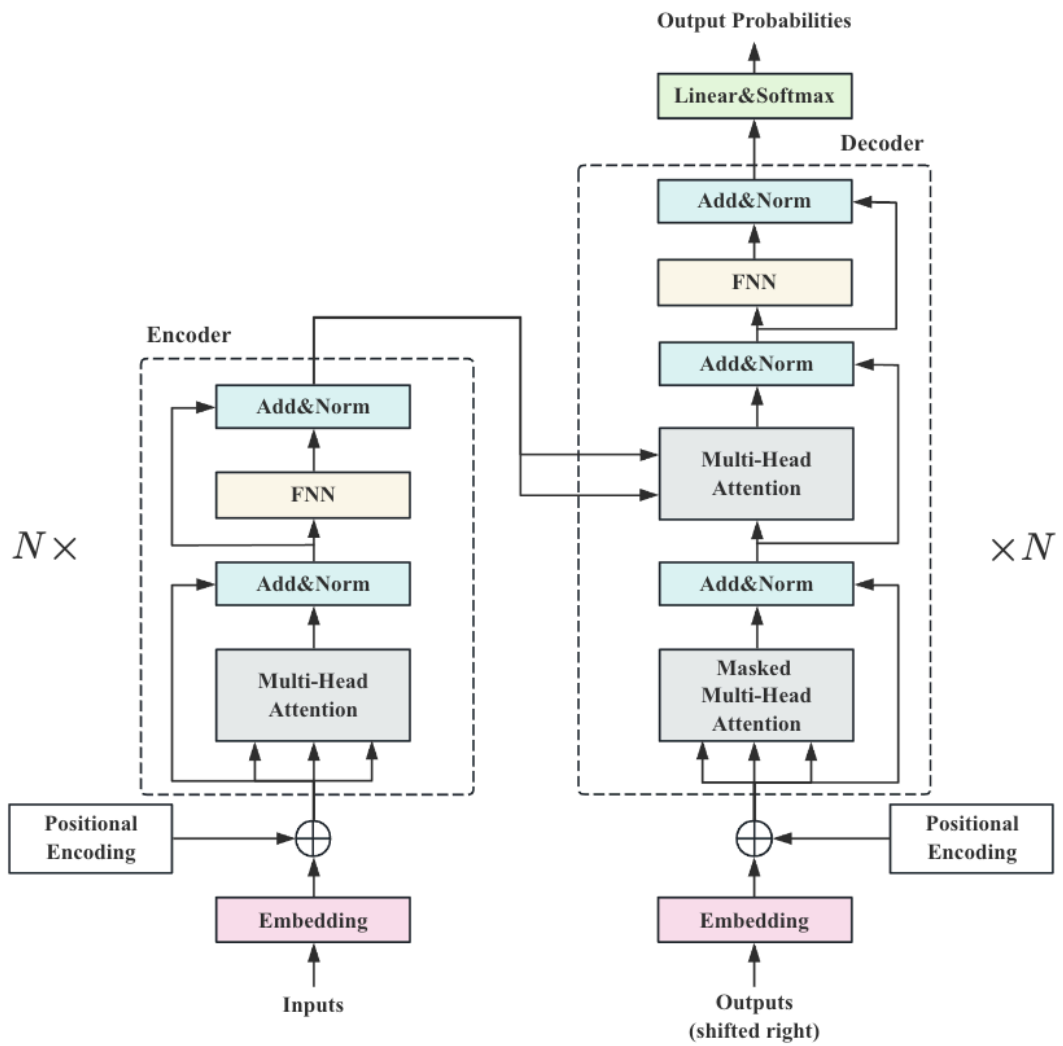 Output Probabilities
Linear&Softmax
Decoder
Add&Norm
FNN
Add&Norm
Multi-Head
Attention
Add&Norm
Masked
Multi-Head
Attention
× N
Positional
Encoding
Embedding
Outputs
(shifted right)
Encoder
Add&Norm
FNN
Add&Norm
Multi-Head
Attention
N ×
Positional
Encoding
Embedding
Inputs